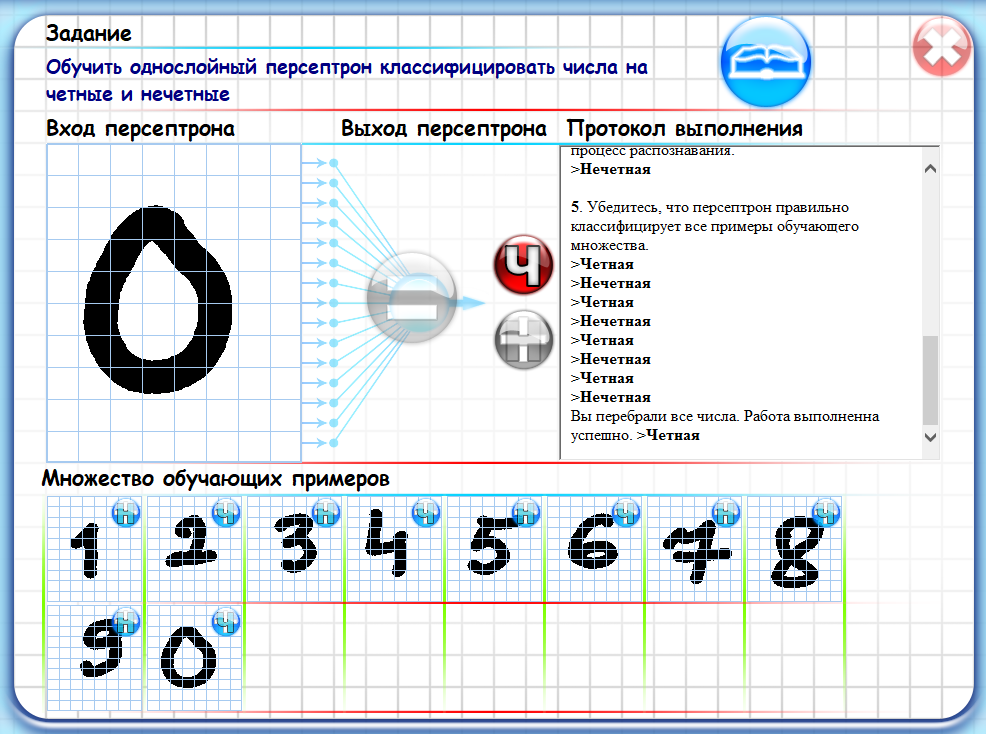 Задание
Обучить однослойный персептрон классифицировать числа на
четные и нечетные
Вход персептрона
Выход персептрона
Протокол выполнения
процесс распознавания.
>Нечетная
5. Убедитесь, что персептрон правильно
классифицирует все примеры обучающего
множества.
>Четная
>Нечетная
>Четная
>Нечетная
>Четная
>Нечетная
>Четная
>Нечетная
Вы перебрали все числа. Работа выполненна
успешно. >Четная
0
Ч
Н
Множество обучающих примеров
Н Ч Н Ч Н Ч Н Ч
1 2 3 4 5 6 7 8
Н Ч
9 0